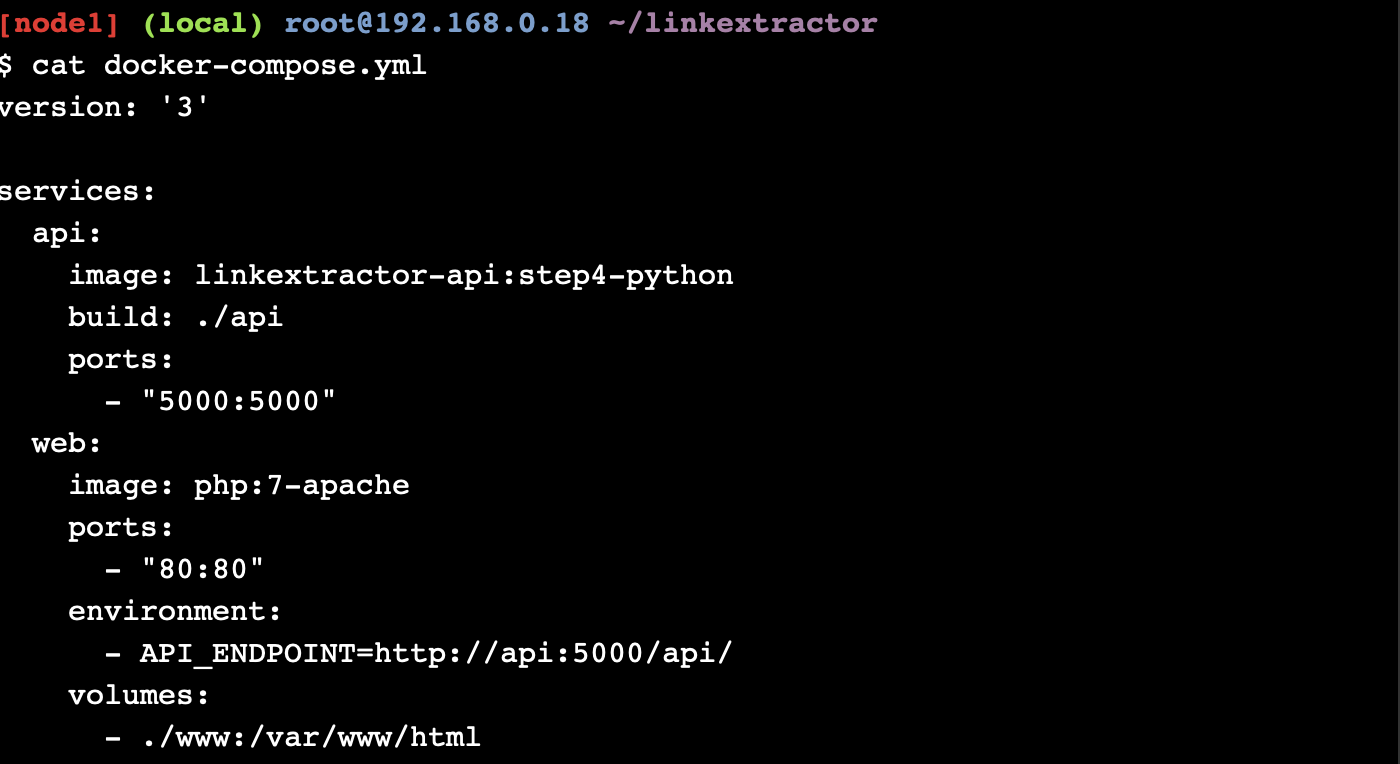 [node1] (local) root@192.168.0.18 ~/linkextractor
$ cat docker-compose.yml
version: '3'

services:
  api:
    image: linkextractor-api:step4-python
    build: ./api
    ports:
      - "5000:5000"
  web:
    image: php:7-apache
    ports:
      - "80:80"
    environment:
      - API_ENDPOINT=http://api:5000/api/
    volumes:
      - ./www:/var/www/html